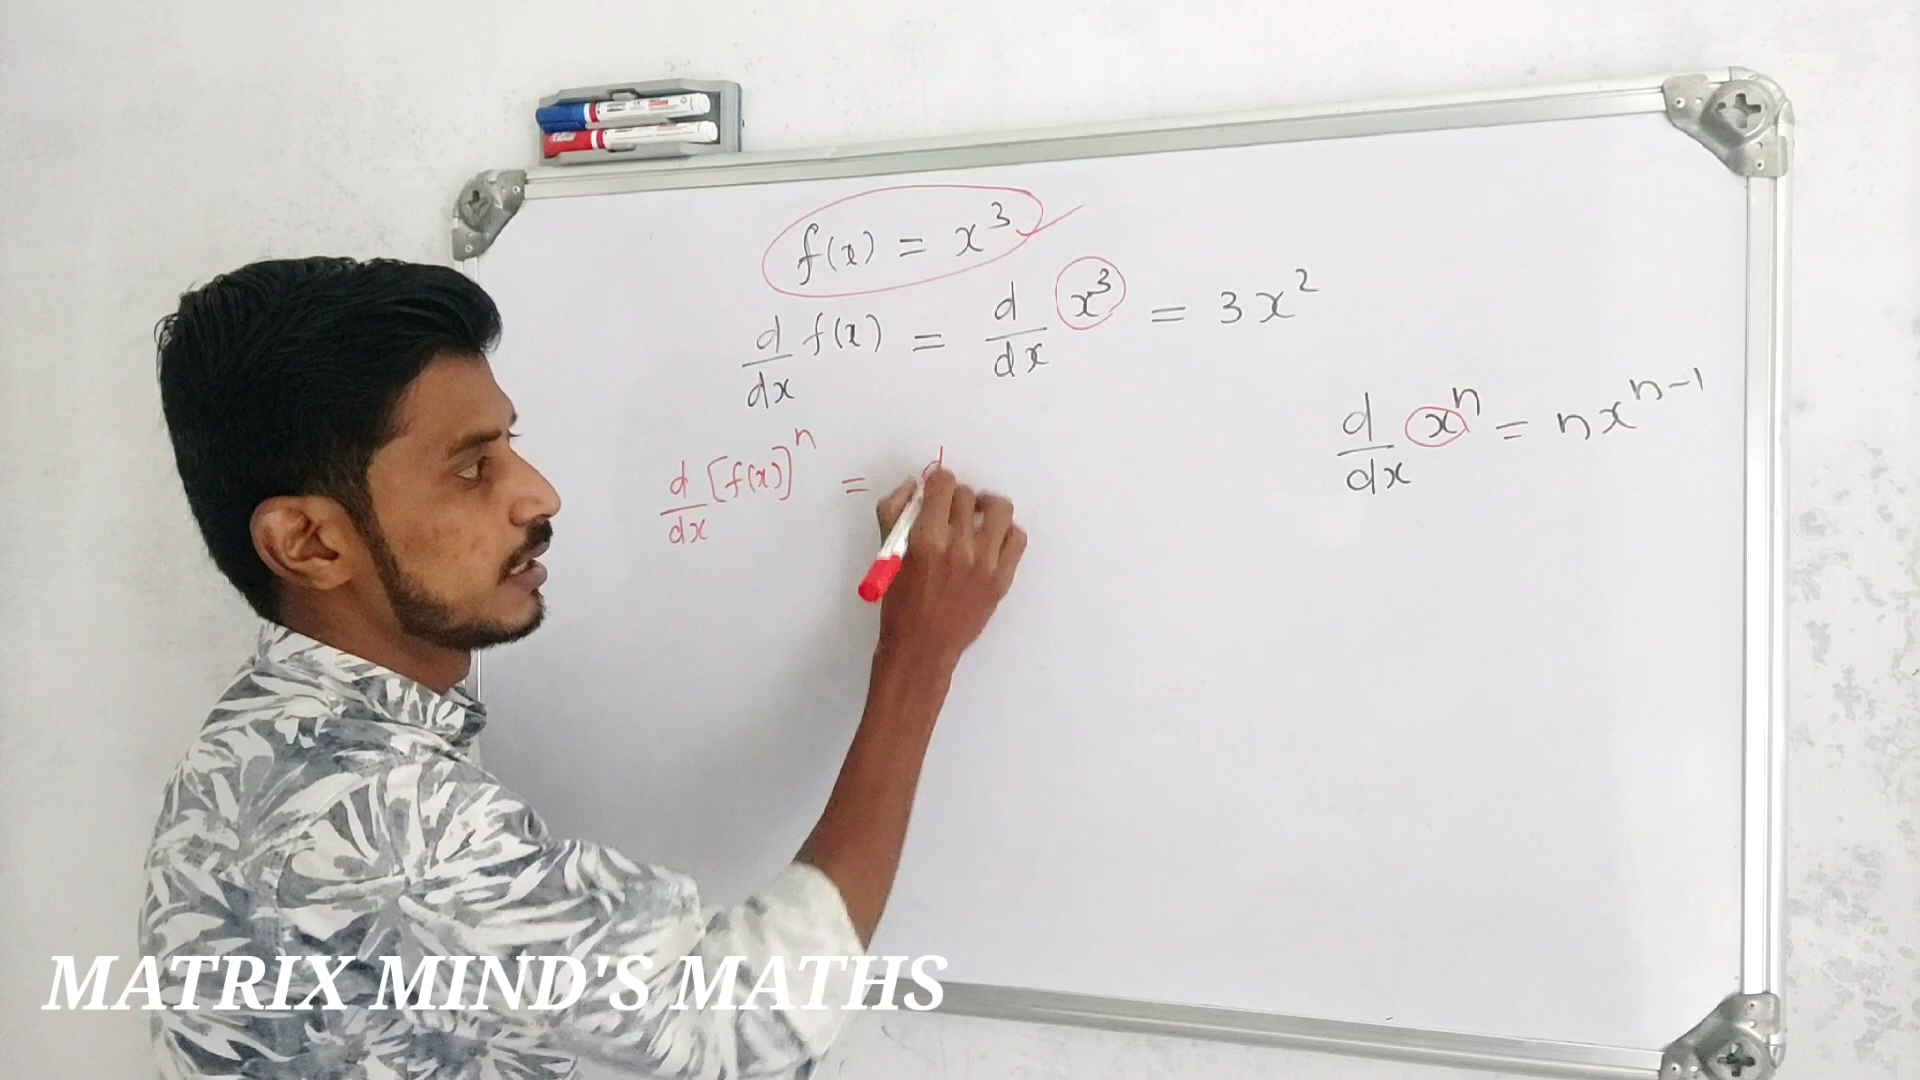 f(x) = x³
d/dx f(x) = d/dx x³ = 3x²
d/dx xⁿ = nxⁿ⁻¹
d/dx [f(x)]ⁿ = d
MATRIX MIND'S MATHS